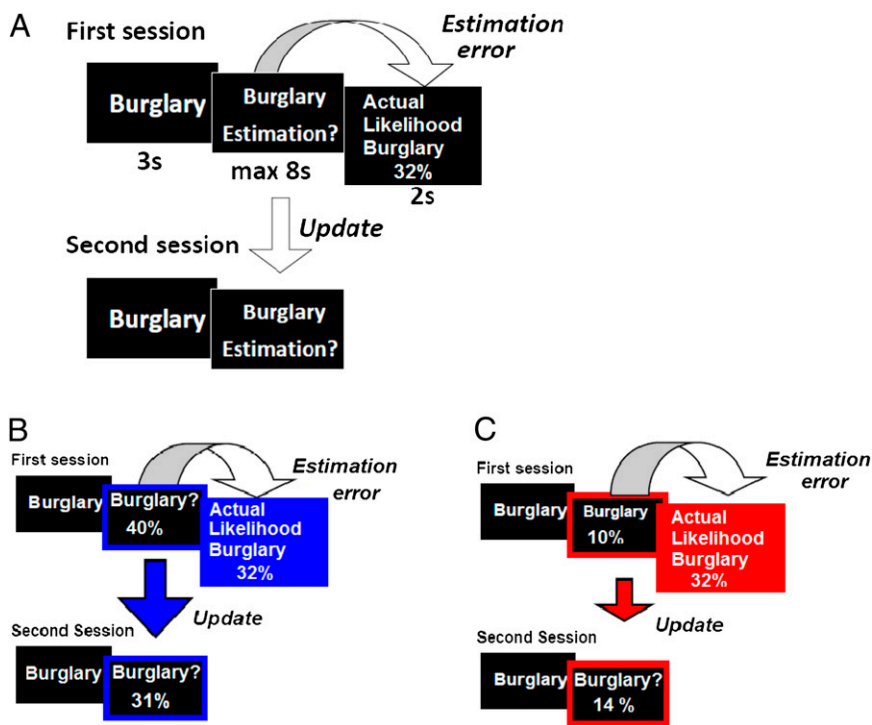 A
First session
Estimation
error
Burglary
Burglary
Estimation?
Actual
Likelihood
Burglary
32%
3s
max 8s
2s
Update
Second session
Burglary
Burglary
Estimation?
B
First session
Estimation
error
Burglary
Burglary?
40%
Actual
Likelihood
Burglary
32%
Update
Second Session
Burglary
Burglary?
31%
C
First session
Estimation
error
Burglary
Burglary
10%
Actual
Likelihood
Burglary
32%
Update
Second Session
Burglary
Burglary?
14 %